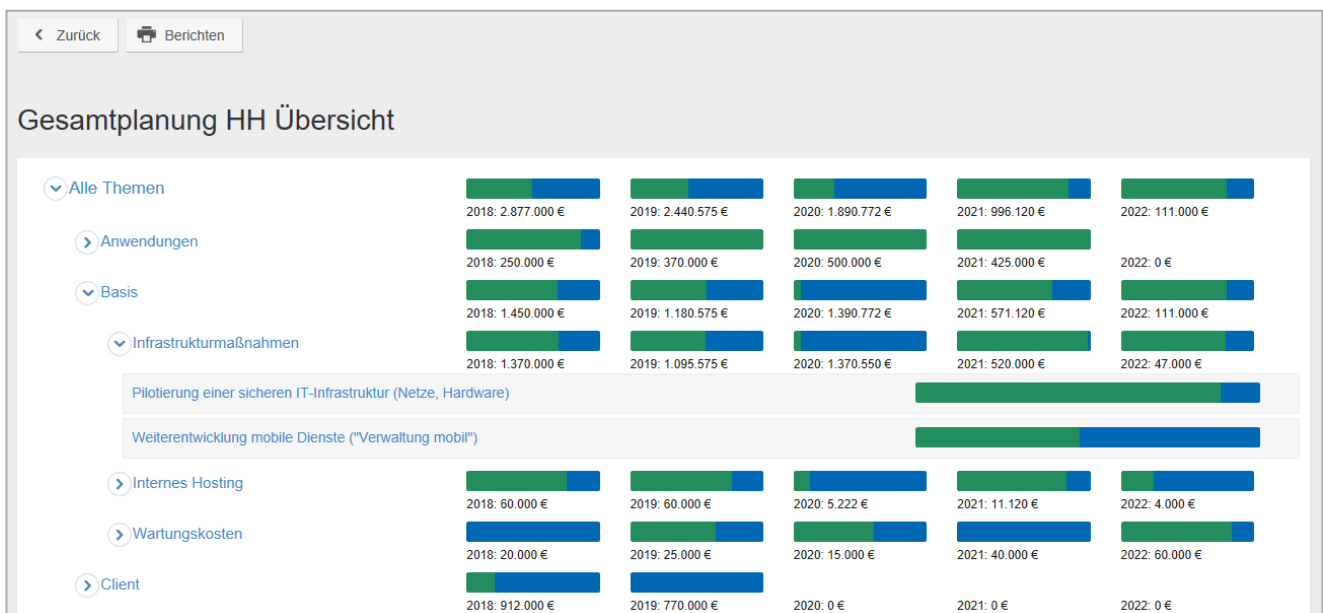 Zurück Berichten
Gesamtplanung HH Übersicht
Alle Themen
2018: 2.877.000 € 2019: 2.440.575 € 2020: 1.890.772 € 2021: 996.120 € 2022: 111.000 €
Anwendungen
2018: 250.000 € 2019: 370.000 € 2020: 500.000 € 2021: 425.000 € 2022: 0 €
Basis
2018: 1.450.000 € 2019: 1.180.575 € 2020: 1.390.772 € 2021: 571.120 € 2022: 111.000 €
Infrastrukturmaßnahmen
2018: 1.370.000 € 2019: 1.095.575 € 2020: 1.370.550 € 2021: 520.000 € 2022: 47.000 €
Pilotierung einer sicheren IT-Infrastruktur (Netze, Hardware)
Weiterentwicklung mobile Dienste ("Verwaltung mobil")
Internes Hosting
2018: 60.000 € 2019: 60.000 € 2020: 5.222 € 2021: 11.120 € 2022: 4.000 €
Wartungskosten
2018: 20.000 € 2019: 25.000 € 2020: 15.000 € 2021: 40.000 € 2022: 60.000 €
Client
2018: 912.000 € 2019: 770.000 € 2020: 0 € 2021: 0 € 2022: 0 €